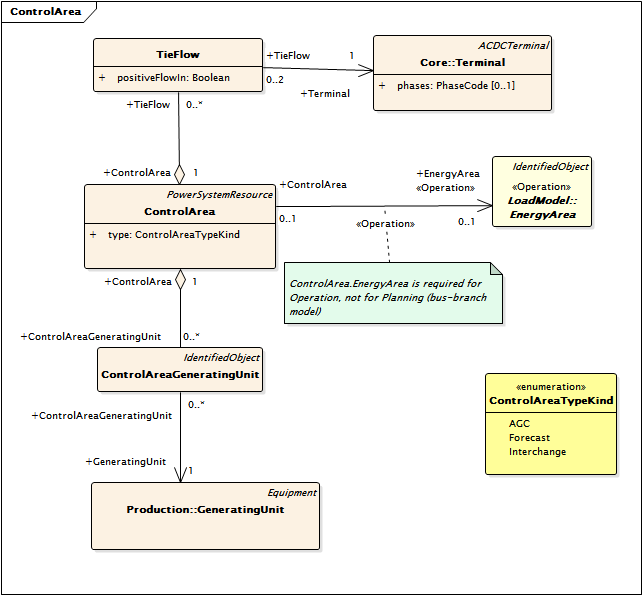 ControlArea
TieFlow
+ positiveFlowIn: Boolean
+TieFlow 1
0..2
+Terminal
ACDCTerminal
Core::Terminal
+ phases: PhaseCode [0..1]
+TieFlow 0..*
+ControlArea 1
PowerSystemResource
ControlArea
+ type: ControlAreaTypeKind
+ControlArea
0..1
«Operation»
+EnergyArea
«Operation»
0..1
IdentifiedObject
«Operation»
LoadModel::
EnergyArea
ControlArea.EnergyArea is required for
Operation, not for Planning (bus-branch
model)
+ControlArea 1
+ControlAreaGeneratingUnit 0..*
IdentifiedObject
ControlAreaGeneratingUnit
0..*
+ControlAreaGeneratingUnit
+GeneratingUnit 1
Equipment
Production::GeneratingUnit
«enumeration»
ControlAreaTypeKind
AGC
Forecast
Interchange